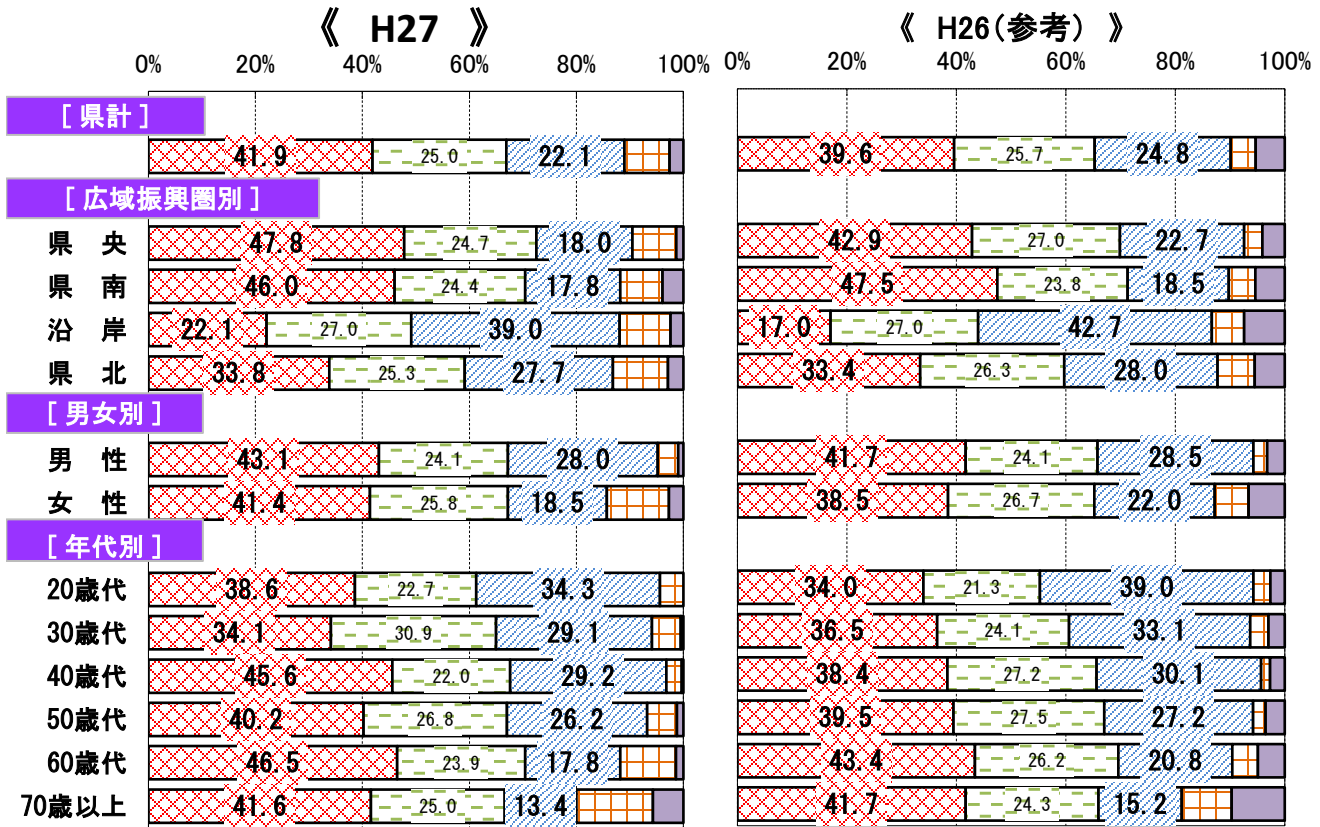 《 H27 》 《 H26(参考) 》
0% 20% 40% 60% 80% 100% 0% 20% 40% 60% 80% 100%
[ 県計 ]
41.9 25.0 22.1 39.6 25.7 24.8
[ 広域振興圏別 ]
県 央 47.8 24.7 18.0 42.9 27.0 22.7
県 南 46.0 24.4 17.8 47.5 23.8 18.5
沿 岸 22.1 27.0 39.0 17.0 27.0 42.7
県 北 33.8 25.3 27.7 33.4 26.3 28.0
[ 男女別 ]
男 性 43.1 24.1 28.0 41.7 24.1 28.5
女 性 41.4 25.8 18.5 38.5 26.7 22.0
[ 年代別 ]
20歳代 38.6 22.7 34.3 34.0 21.3 39.0
30歳代 34.1 30.9 29.1 36.5 24.1 33.1
40歳代 45.6 22.0 29.2 38.4 27.2 30.1
50歳代 40.2 26.8 26.2 39.5 27.5 27.2
60歳代 46.5 23.9 17.8 43.4 26.2 20.8
70歳以上 41.6 25.0 13.4 41.7 24.3 15.2